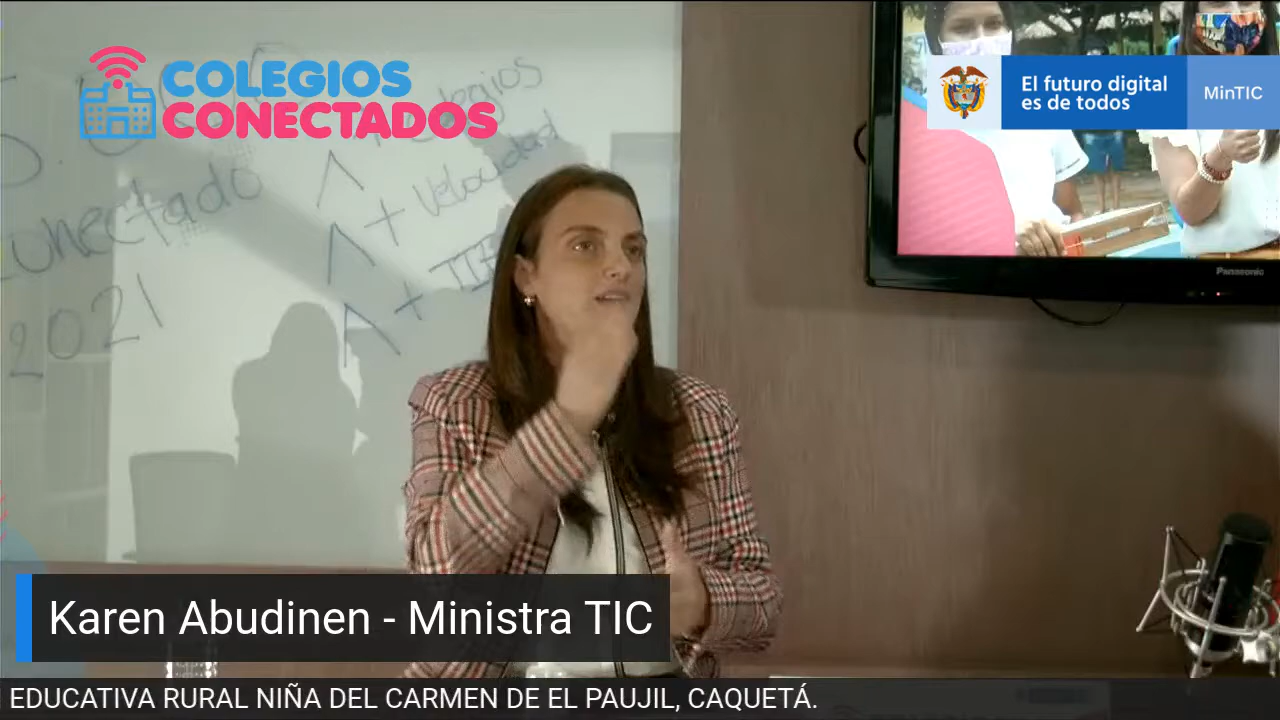 COLEGIOS
CONECTADOS
El futuro digital
es de todos
MinTIC
Velocidad
conectado
2021
Panasonic
Karen Abudinen - Ministra TIC
EDUCATIVA RURAL NIÑA DEL CARMEN DE EL PAUJIL, CAQUETÁ.